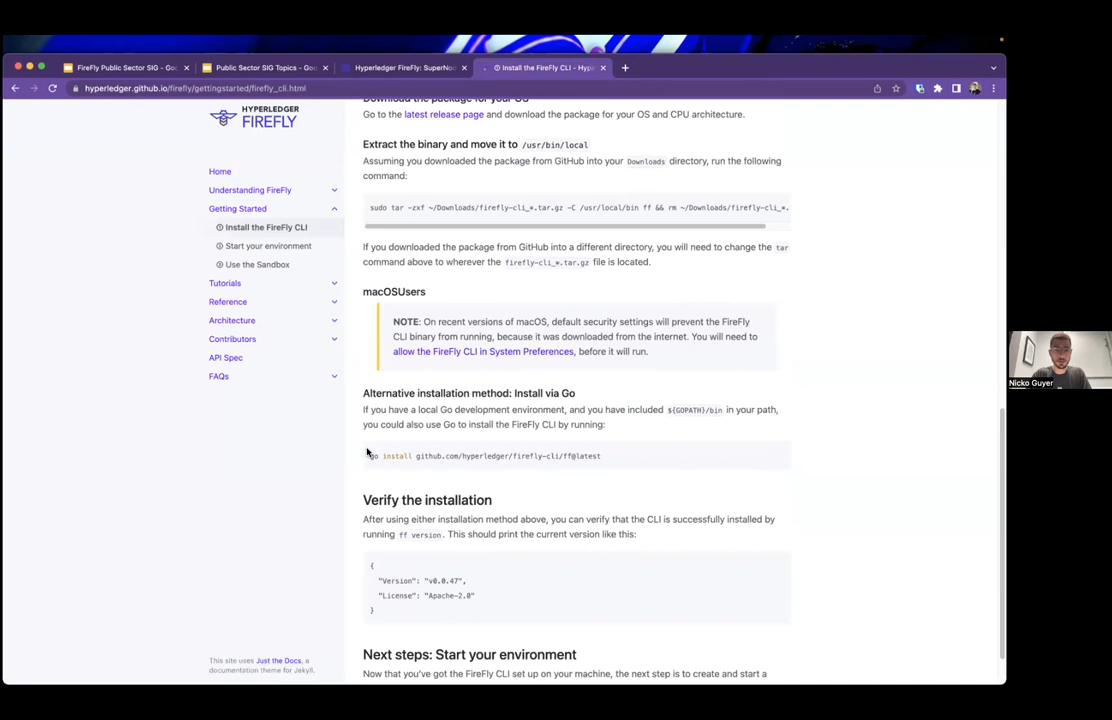 FireFly Public Sector SIG - Goo
Public Sector SIG Topics - Goo
Hyperledger FireFly: SuperNod
Install the FireFly CLI - Hype
hyperledger.github.io/firefly/gettingstarted/firefly_cli.html
HYPERLEDGER
FIREFLY
Home
Understanding FireFly
Getting Started
① Install the FireFly CLI
② Start your environment
③ Use the Sandbox
Tutorials
Reference
Architecture
Contributors
API Spec
FAQs
This site uses Just the Docs, a
documentation theme for Jekyll.
Download the package for your OS
Go to the latest release page and download the package for your OS and CPU architecture.
Extract the binary and move it to /usr/bin/local
Assuming you downloaded the package from GitHub into your Downloads directory, run the following
command:
sudo tar -zxf ~/Downloads/firefly-cli_*.tar.gz -C /usr/local/bin ff && rm ~/Downloads/firefly-cli_*.
If you downloaded the package from GitHub into a different directory, you will need to change the tar
command above to wherever the firefly-cli_*.tar.gz file is located.
macOSUsers
NOTE: On recent versions of macOS, default security settings will prevent the FireFly
CLI binary from running, because it was downloaded from the internet. You will need to
allow the FireFly CLI in System Preferences, before it will run.
Alternative installation method: Install via Go
If you have a local Go development environment, and you have included ${GOPATH}/bin in your path,
you could also use Go to install the FireFly CLI by running:
go install github.com/hyperledger/firefly-cli/ff@latest
Verify the installation
After using either installation method above, you can verify that the CLI is successfully installed by
running ff version. This should print the current version like this:
{
"Version": "v0.0.47",
"License": "Apache-2.0"
}
Next steps: Start your environment
Now that you've got the FireFly CLI set up on your machine, the next step is to create and start a
Nicko Guyer